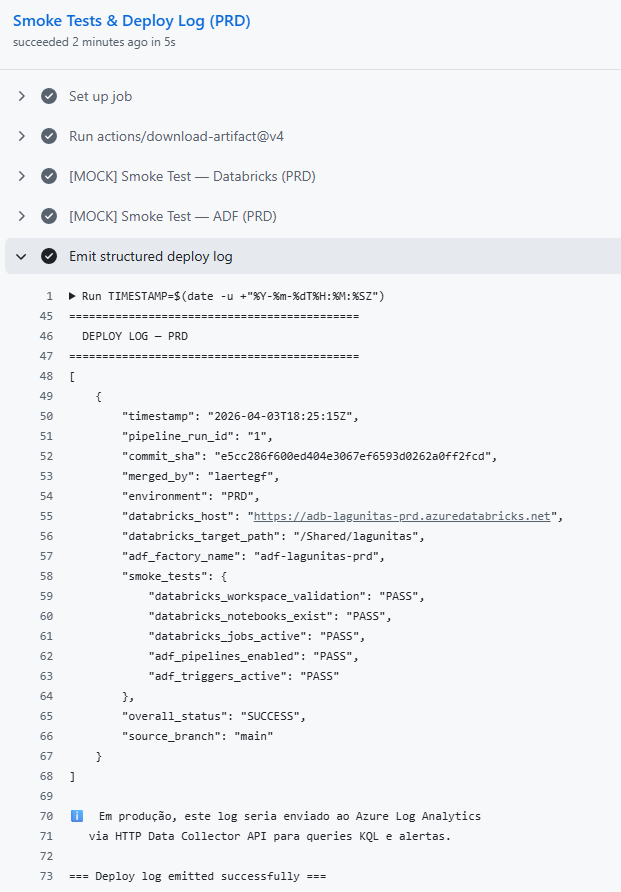 Smoke Tests & Deploy Log (PRD)
succeeded 2 minutes ago in 5s
Set up job
Run actions/download-artifact@v4
[MOCK] Smoke Test — Databricks (PRD)
[MOCK] Smoke Test — ADF (PRD)
Emit structured deploy log
1 ▶ Run TIMESTAMP=$(date -u +"%Y-%m-%dT%H:%M:%SZ")
45 ============================================
46 DEPLOY LOG — PRD
47 ============================================
48 [
49 {
50 "timestamp": "2026-04-03T18:25:15Z",
51 "pipeline_run_id": "1",
52 "commit_sha": "e5cc286f600ed404e3067ef6593d0262a0ff2fcd",
53 "merged_by": "laertegf",
54 "environment": "PRD",
55 "databricks_host": "https://adb-lagunitas-prd.azuredatabricks.net",
56 "databricks_target_path": "/Shared/lagunitas",
57 "adf_factory_name": "adf-lagunitas-prd",
58 "smoke_tests": {
59 "databricks_workspace_validation": "PASS",
60 "databricks_notebooks_exist": "PASS",
61 "databricks_jobs_active": "PASS",
62 "adf_pipelines_enabled": "PASS",
63 "adf_triggers_active": "PASS"
64 },
65 "overall_status": "SUCCESS",
66 "source_branch": "main"
67 }
68 ]
69
70 ℹ️ Em produção, este log seria enviado ao Azure Log Analytics
71 via HTTP Data Collector API para queries KQL e alertas.
72
73 === Deploy log emitted successfully ===